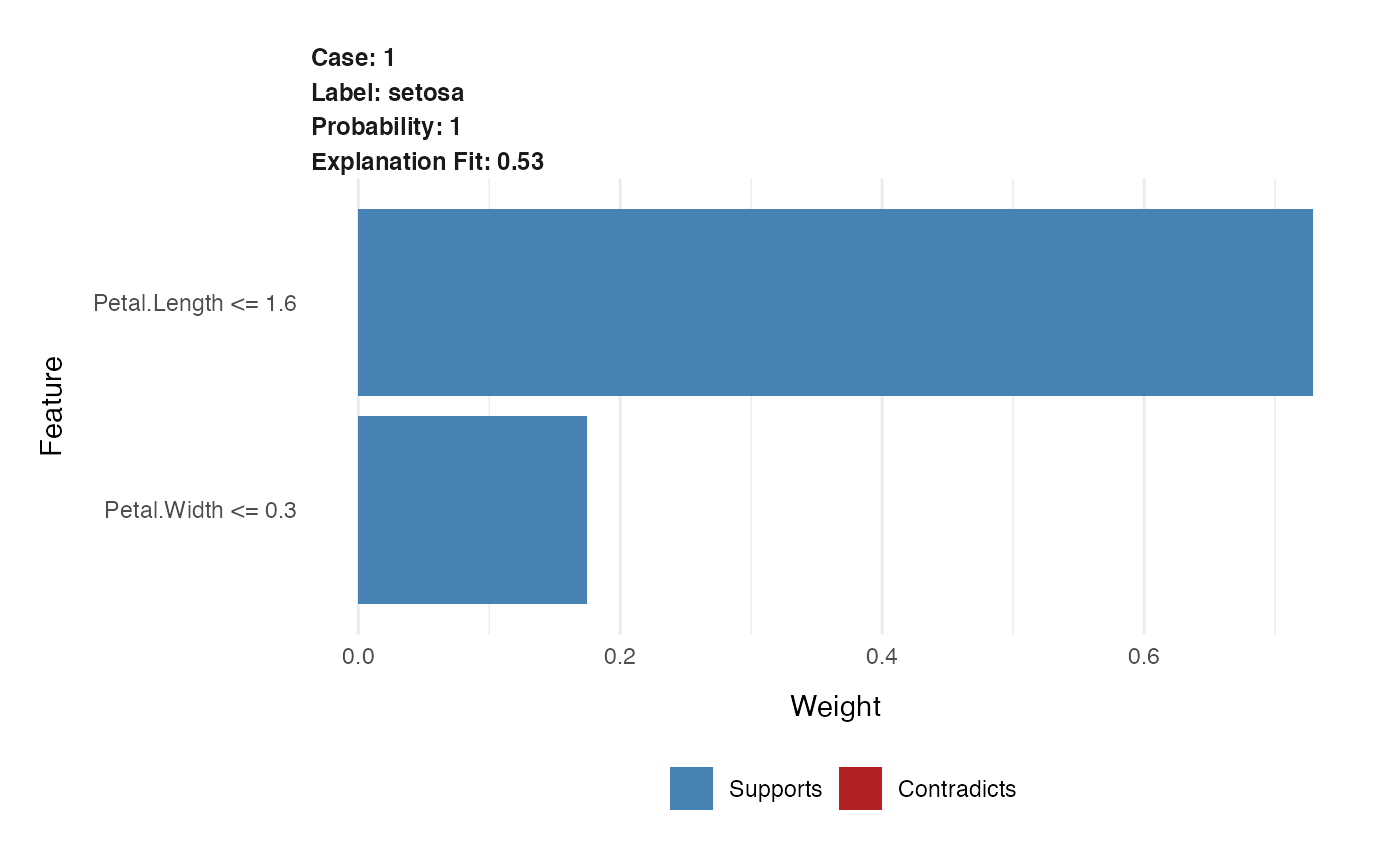 Case: 1
Label: setosa
Probability: 1
Explanation Fit: 0.53
Feature
Petal.Length <= 1.6
Petal.Width <= 0.3
0.0 0.2 0.4 0.6
Weight
Supports Contradicts